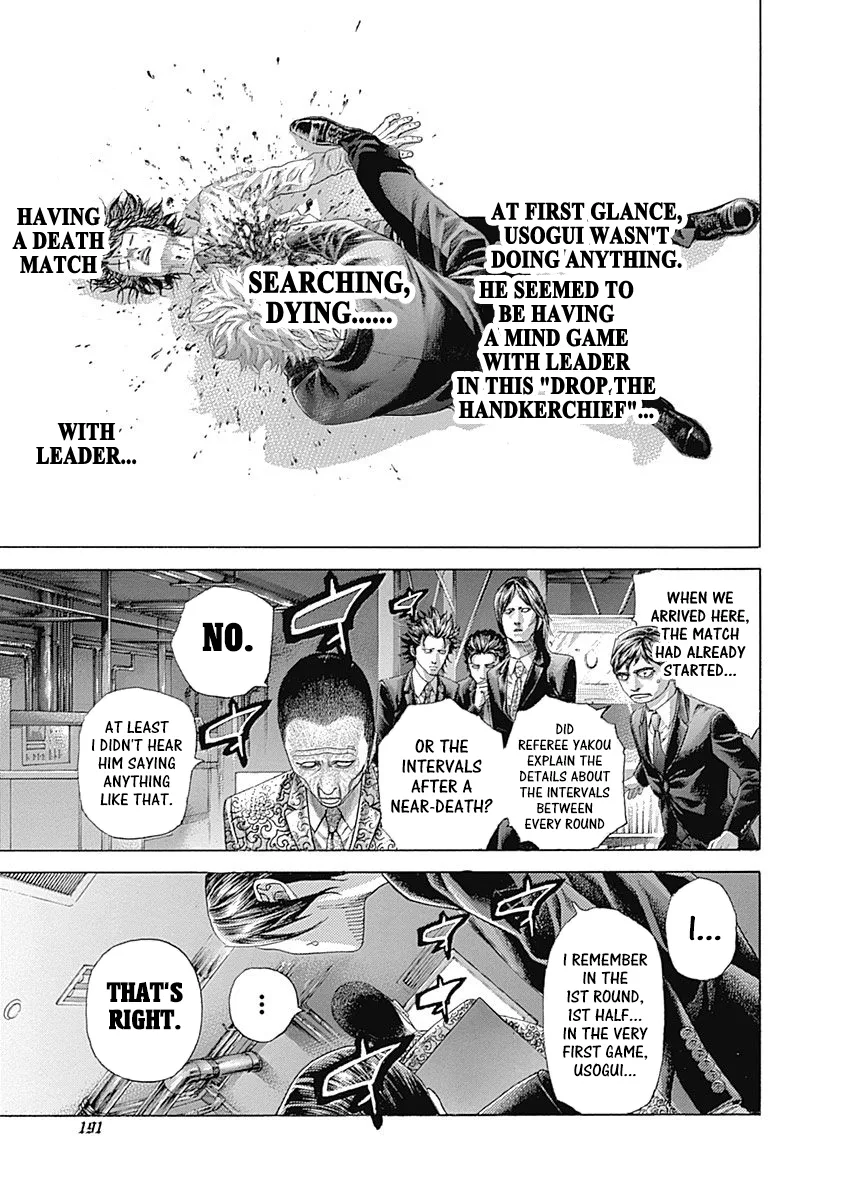 AT FIRST GLANCE,
USOGUI WASN'T
DOING ANYTHING.
HE SEEMED TO
BE HAVING
A MIND GAME
WITH LEADER
IN THIS "DROP THE
HANDKERCHIEF"...
SEARCHING,
DYING......
HAVING
A DEATH
MATCH
WITH
LEADER...
WHEN WE
ARRIVED HERE,
THE MATCH
HAD ALREADY
STARTED...
DID
REFEREE YAKOU
EXPLAIN THE
DETAILS ABOUT
THE INTERVALS
BETWEEN
EVERY ROUND
OR THE
INTERVALS
AFTER A
NEAR-DEATH?
NO.
AT LEAST
I DIDN'T HEAR
HIM SAYING
ANYTHING
LIKE THAT.
I...
I REMEMBER
IN THE
1ST ROUND,
1ST HALF...
IN THE VERY
FIRST GAME,
USOGUI...
...
THAT'S
RIGHT.
191